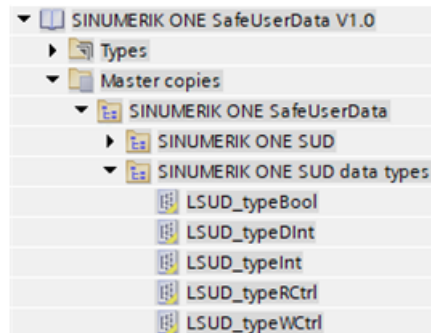 SINUMERIK ONE SafeUserData V1.0
Types
Master copies
SINUMERIK ONE SafeUserData
SINUMERIK ONE SUD
SINUMERIK ONE SUD data types
LSUD_typeBool
LSUD_typeDInt
LSUD_typeInt
LSUD_typeRCtrl
LSUD_typeWCtrl